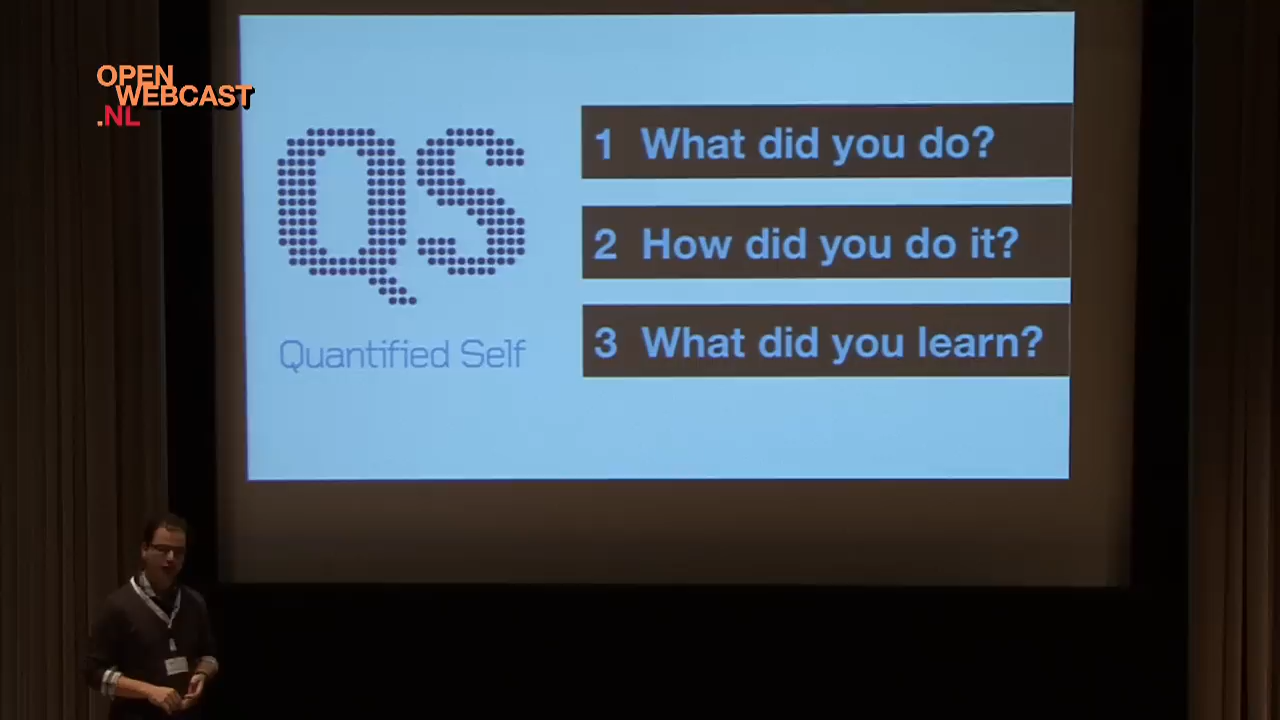 OPEN
WEBCAST
.NL
QS
Quantified Self
1 What did you do?
2 How did you do it?
3 What did you learn?